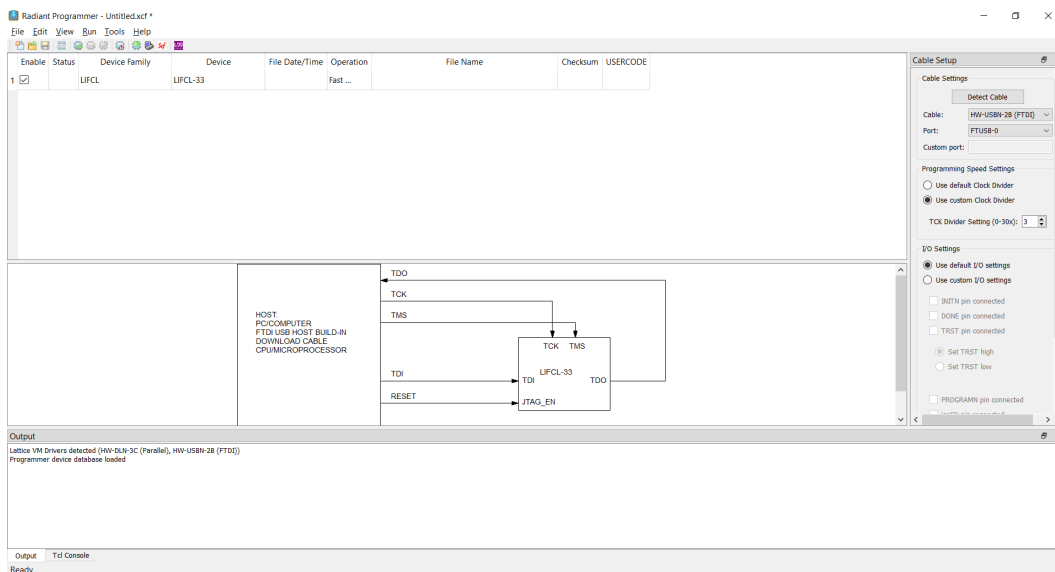 Radiant Programmer - Untitled.xcf *
File Edit View Run Tools Help
LOG
Enable Status Device Family Device File Date/Time Operation File Name Checksum USERCODE
1 LIFCL LIFCL-33 Fast ...
Cable Setup
Cable Settings
Detect Cable
Cable: HW-USBN-2B (FTDI)
Port: FTUSB-0
Custom port:
Programming Speed Settings
Use default Clock Divider
Use custom Clock Divider
TCK Divider Setting (0-30x): 3
I/O Settings
Use default I/O settings
Use custom I/O settings
INITN pin connected
DONE pin connected
TRST pin connected
Set TRST high
Set TRST low
PROGRAMN pin connected
TDO
TCK
TMS
HOST:
PC/COMPUTER
FTDI USB HOST BUILD-IN
DOWNLOAD CABLE
CPU/MICROPROCESSOR
TCK TMS
LIFCL-33
TDI
TDI TDO
RESET
JTAG_EN
Output
Lattice VM Drivers detected (HW-DLN-3C (Parallel), HW-USBN-2B (FTDI))
Programmer device database loaded
Output Tcl Console
Ready